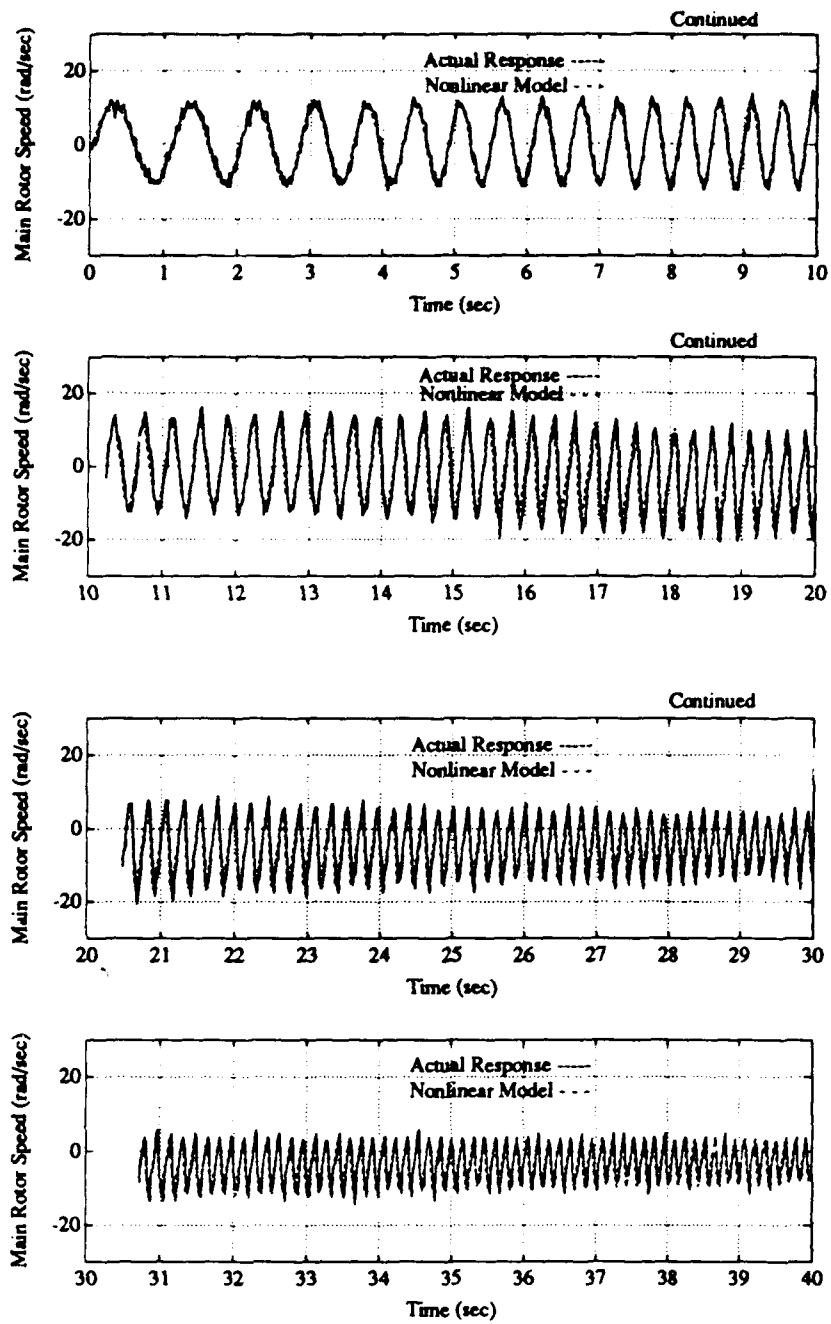 Continued
Main Rotor Speed (rad/sec)
Actual Response
Nonlinear Model
20
0
-20
0 1 2 3 4 5 6 7 8 9 10
Time (sec)
Continued
Main Rotor Speed (rad/sec)
Actual Response
Nonlinear Model
20
0
-20
10 11 12 13 14 15 16 17 18 19 20
Time (sec)
Continued
Main Rotor Speed (rad/sec)
Actual Response
Nonlinear Model
20
0
-20
20 21 22 23 24 25 26 27 28 29 30
Time (sec)
Main Rotor Speed (rad/sec)
Actual Response
Nonlinear Model
20
0
-20
30 31 32 33 34 35 36 37 38 39 40
Time (sec)